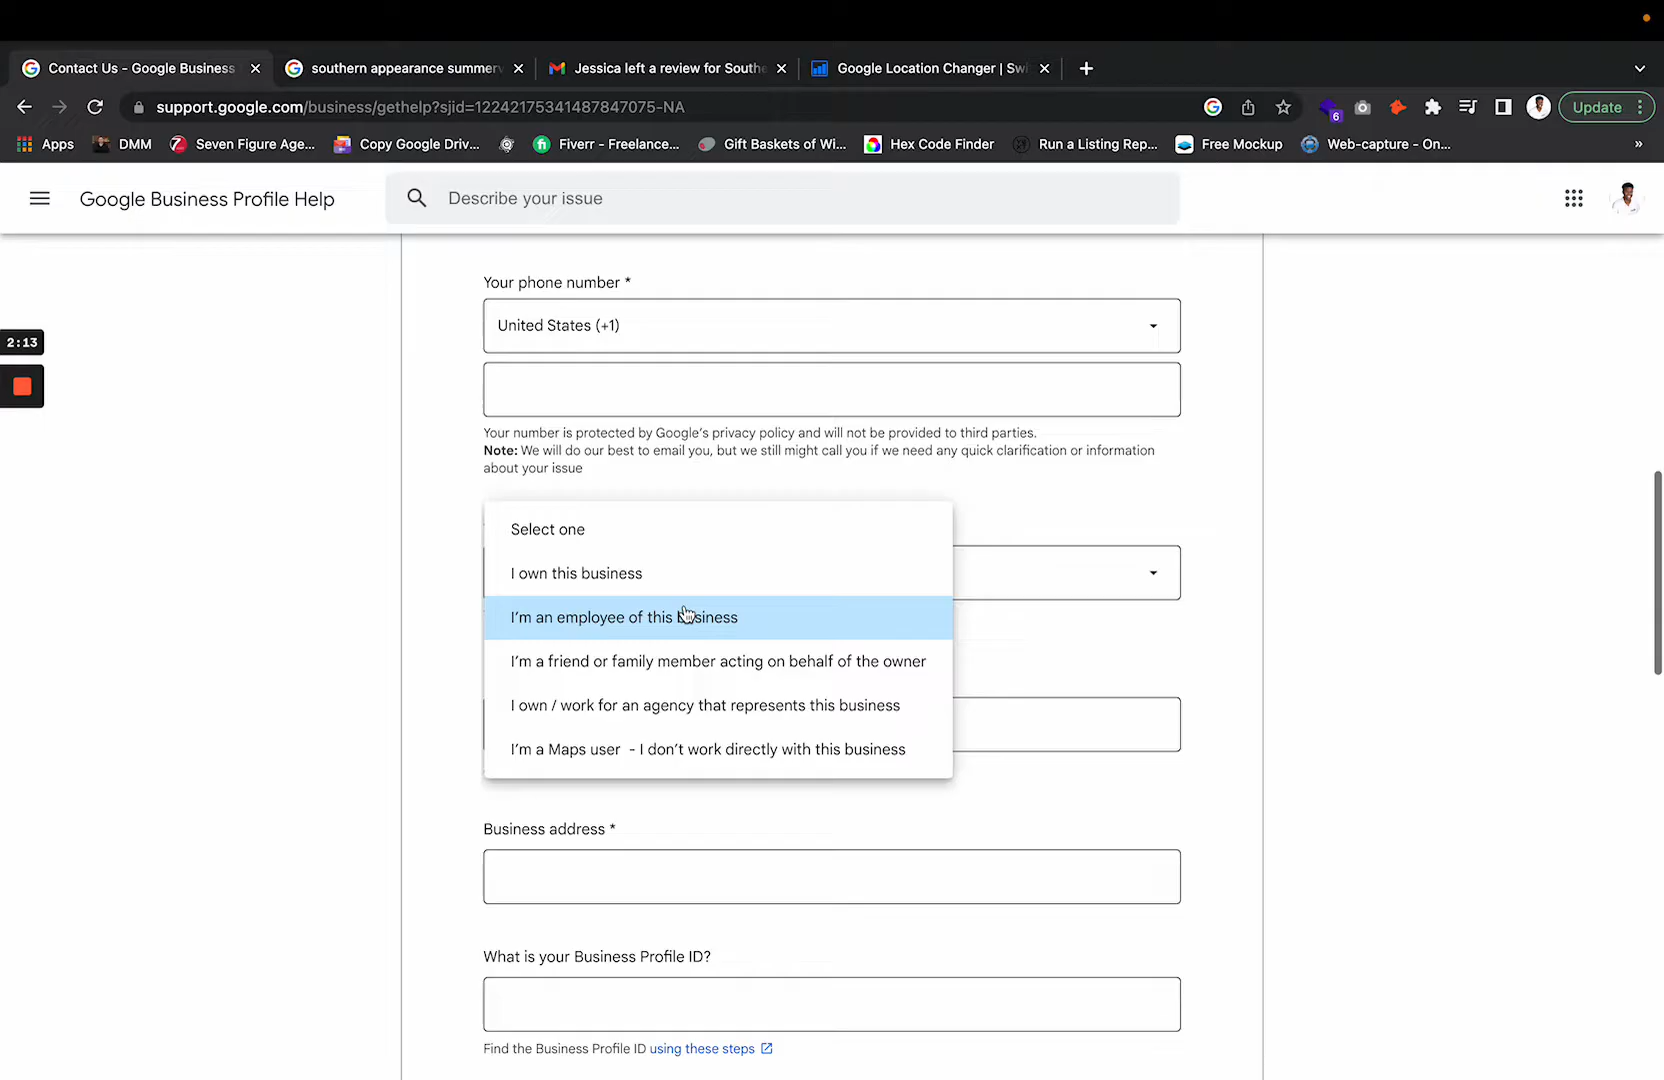 Contact Us - Google Business
southern appearance summerv
Jessica left a review for Southe
Google Location Changer | Swi
support.google.com/business/gethelp?sjid=12242175341487847075-NA
6
Update
Apps
DMM
Seven Figure Age...
Copy Google Driv...
Fiverr - Freelance...
Gift Baskets of Wi...
Hex Code Finder
Run a Listing Rep...
Free Mockup
Web-capture - On...
»
Google Business Profile Help
Describe your issue
Your phone number *
United States (+1)
2:13
Your number is protected by Google's privacy policy and will not be provided to third parties.
Note: We will do our best to email you, but we still might call you if we need any quick clarification or information
about your issue
Select one
I own this business
I'm an employee of this business
I'm a friend or family member acting on behalf of the owner
I own / work for an agency that represents this business
I'm a Maps user - I don't work directly with this business
Business address *
What is your Business Profile ID?
Find the Business Profile ID using these steps